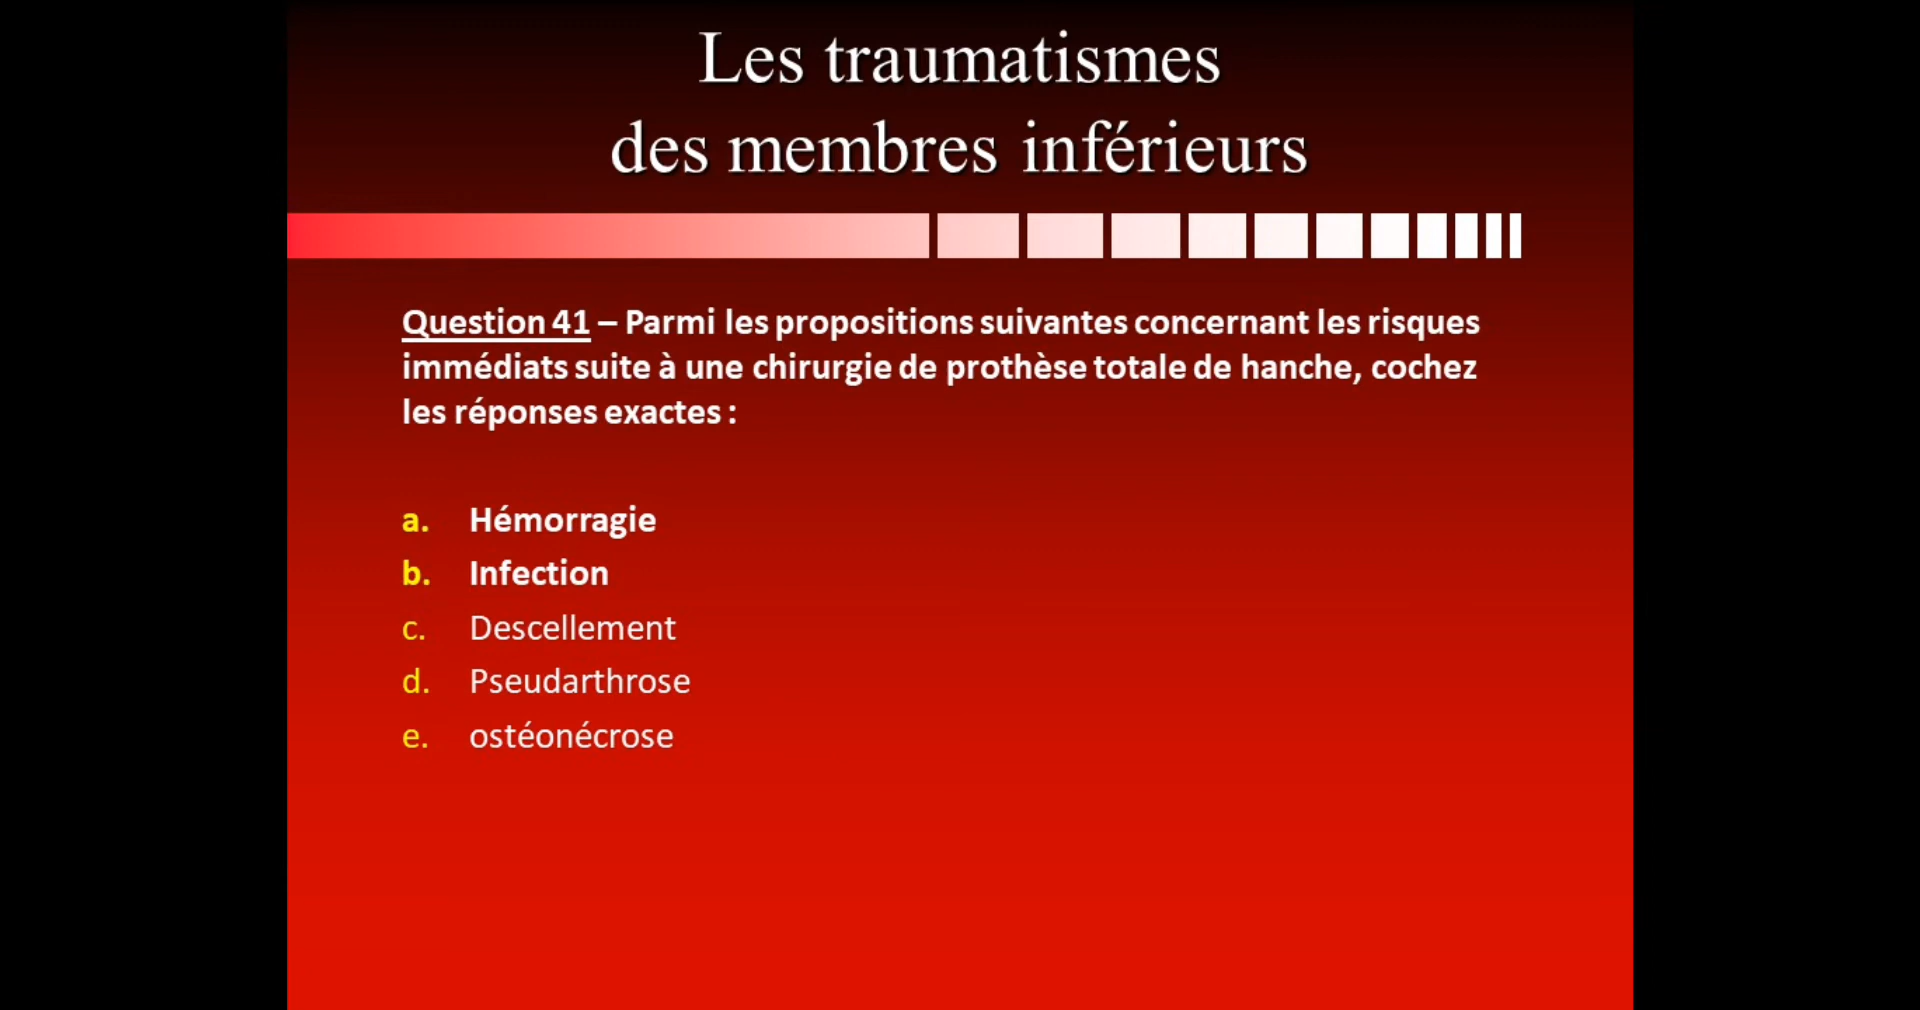 Les traumatismes
des membres inférieurs
Question 41 – Parmi les propositions suivantes concernant les risques
immédiats suite à une chirurgie de prothèse totale de hanche, cochez
les réponses exactes :
a. Hémorragie
b. Infection
c. Descellement
d. Pseudarthrose
e. ostéonécrose